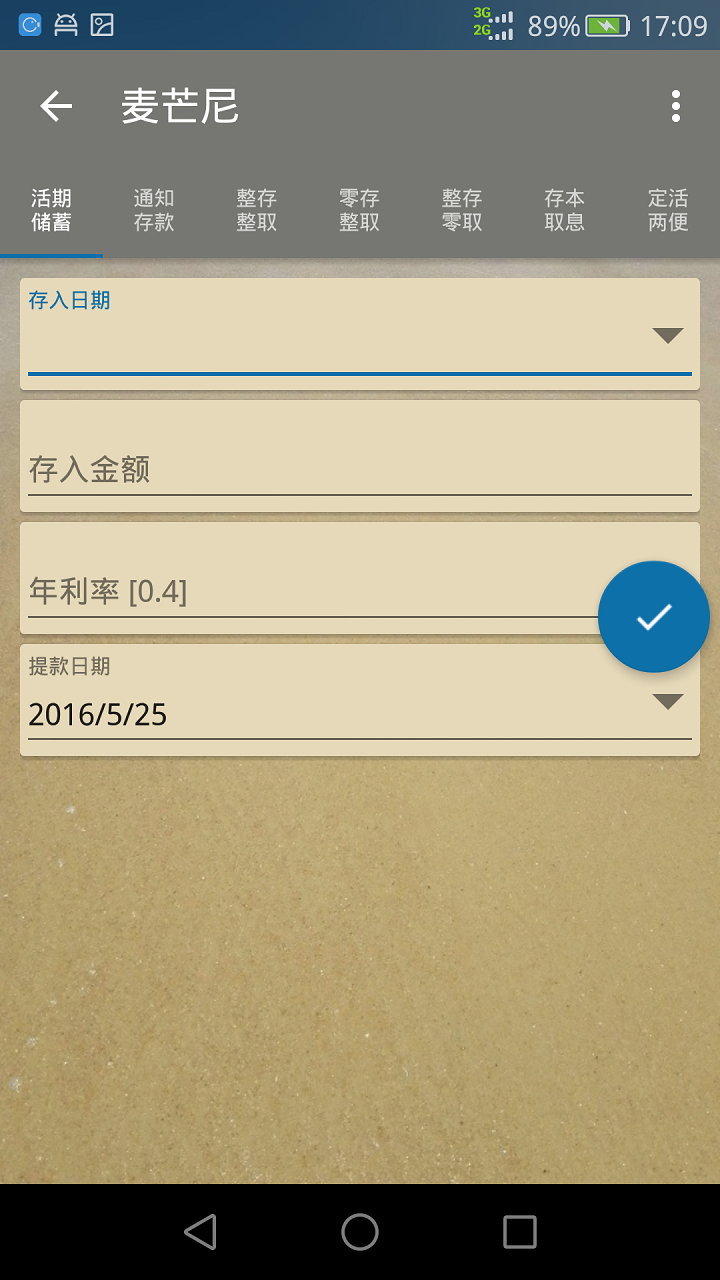 3G
2G
89%
17:09
麦芒尼
活期
储蓄
通知
存款
整存
整取
零存
整取
整存
零取
存本
取息
定活
两便
存入日期
存入金额
年利率 [0.4]
提款日期
2016/5/25